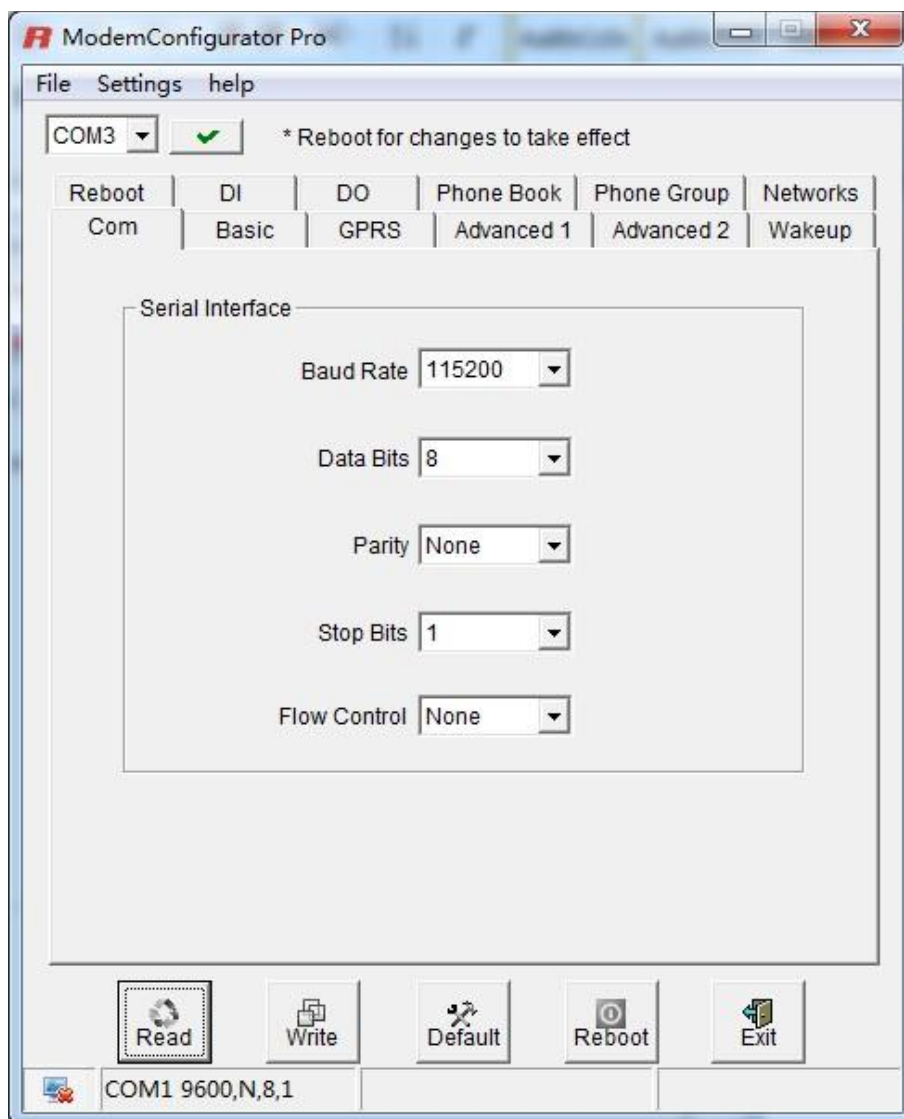 ModemConfigurator Pro
File Settings help
COM3 * Reboot for changes to take effect
Reboot DI DO Phone Book Phone Group Networks
Com Basic GPRS Advanced 1 Advanced 2 Wakeup
Serial Interface
Baud Rate 115200
Data Bits 8
Parity None
Stop Bits 1
Flow Control None
Read Write Default Reboot Exit
COM1 9600,N,8,1